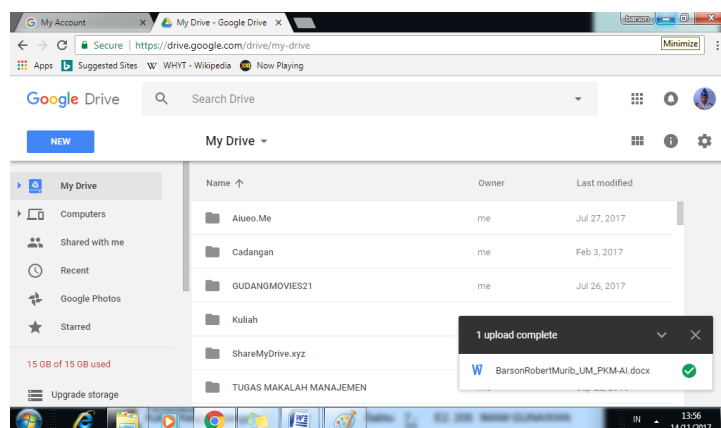 My Account
My Drive - Google Drive
barson
Secure https://drive.google.com/drive/my-drive
Minimize
Apps Suggested Sites WHYT - Wikipedia Now Playing
Google Drive Search Drive
NEW My Drive
My Drive Name Owner Last modified
Computers Aiueo.Me me Jul 27, 2017
Shared with me Cadangan me Feb 3, 2017
Recent GUDANGMOVIES21 me Jul 26, 2017
Google Photos
Starred Kuliah
1 upload complete
15 GB of 15 GB used ShareMyDrive.xyz
BarsonRobertMurib_UM_PKM-AI.docx
Upgrade storage TUGAS MAKALAH MANAJEMEN
IN 13:56
14/11/2017